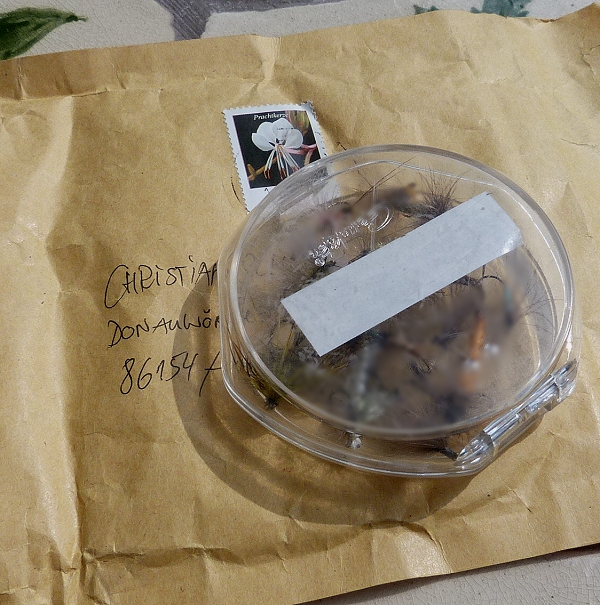 Prachtkerze
CHRISTIA
DONAUWÖR
86154 A